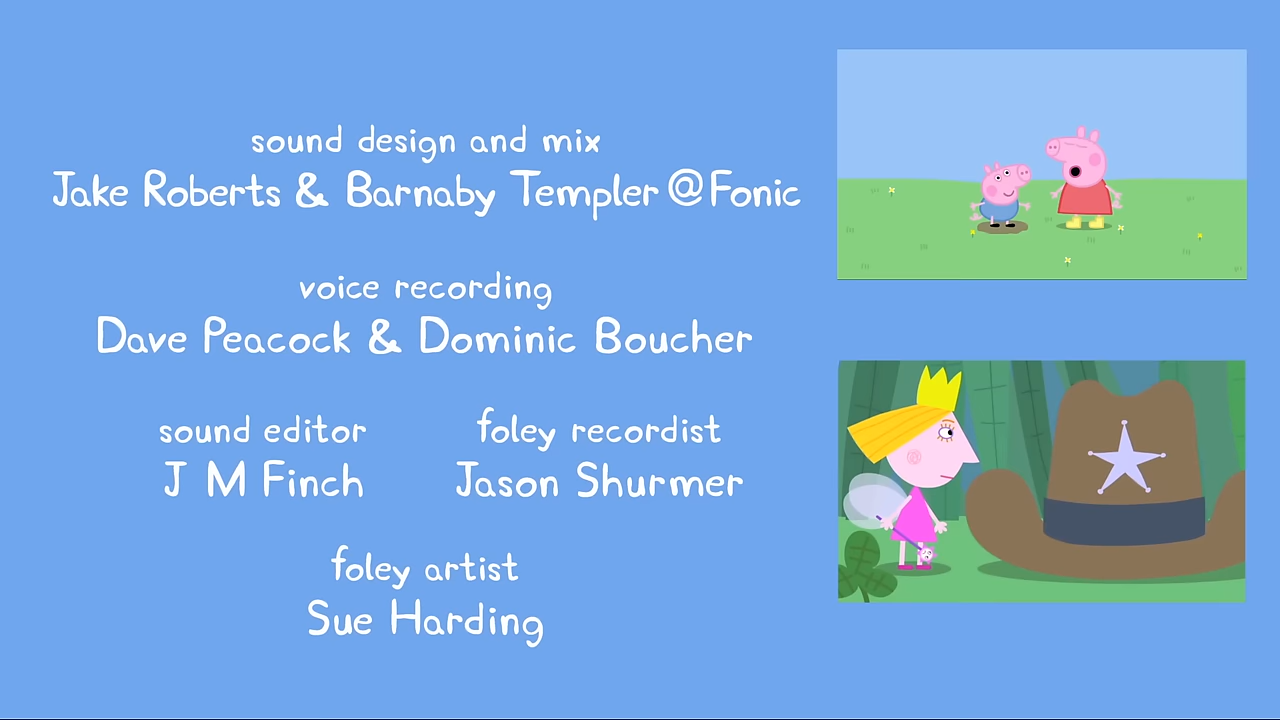 sound design and mix
Jake Roberts & Barnaby Templer @Fonic
voice recording
Dave Peacock & Dominic Boucher
sound editor
J M Finch
foley recordist
Jason Shurmer
foley artist
Sue Harding